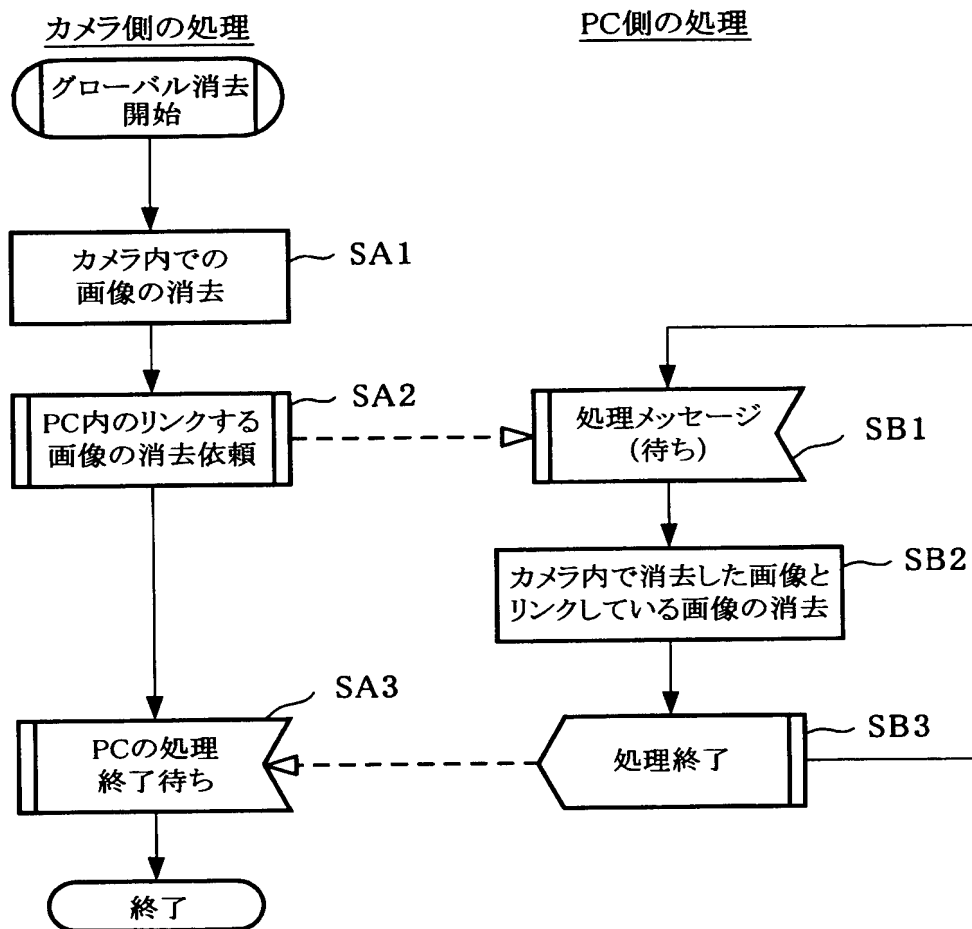 カメラ側の処理
PC側の処理
グローバル消去
開始
カメラ内での
画像の消去
SA1
PC内のリンクする
画像の消去依頼
SA2
処理メッセージ
(待ち)
SB1
カメラ内で消去した画像と
リンクしている画像の消去
SB2
PCの処理
終了待ち
SA3
処理終了
SB3
終了